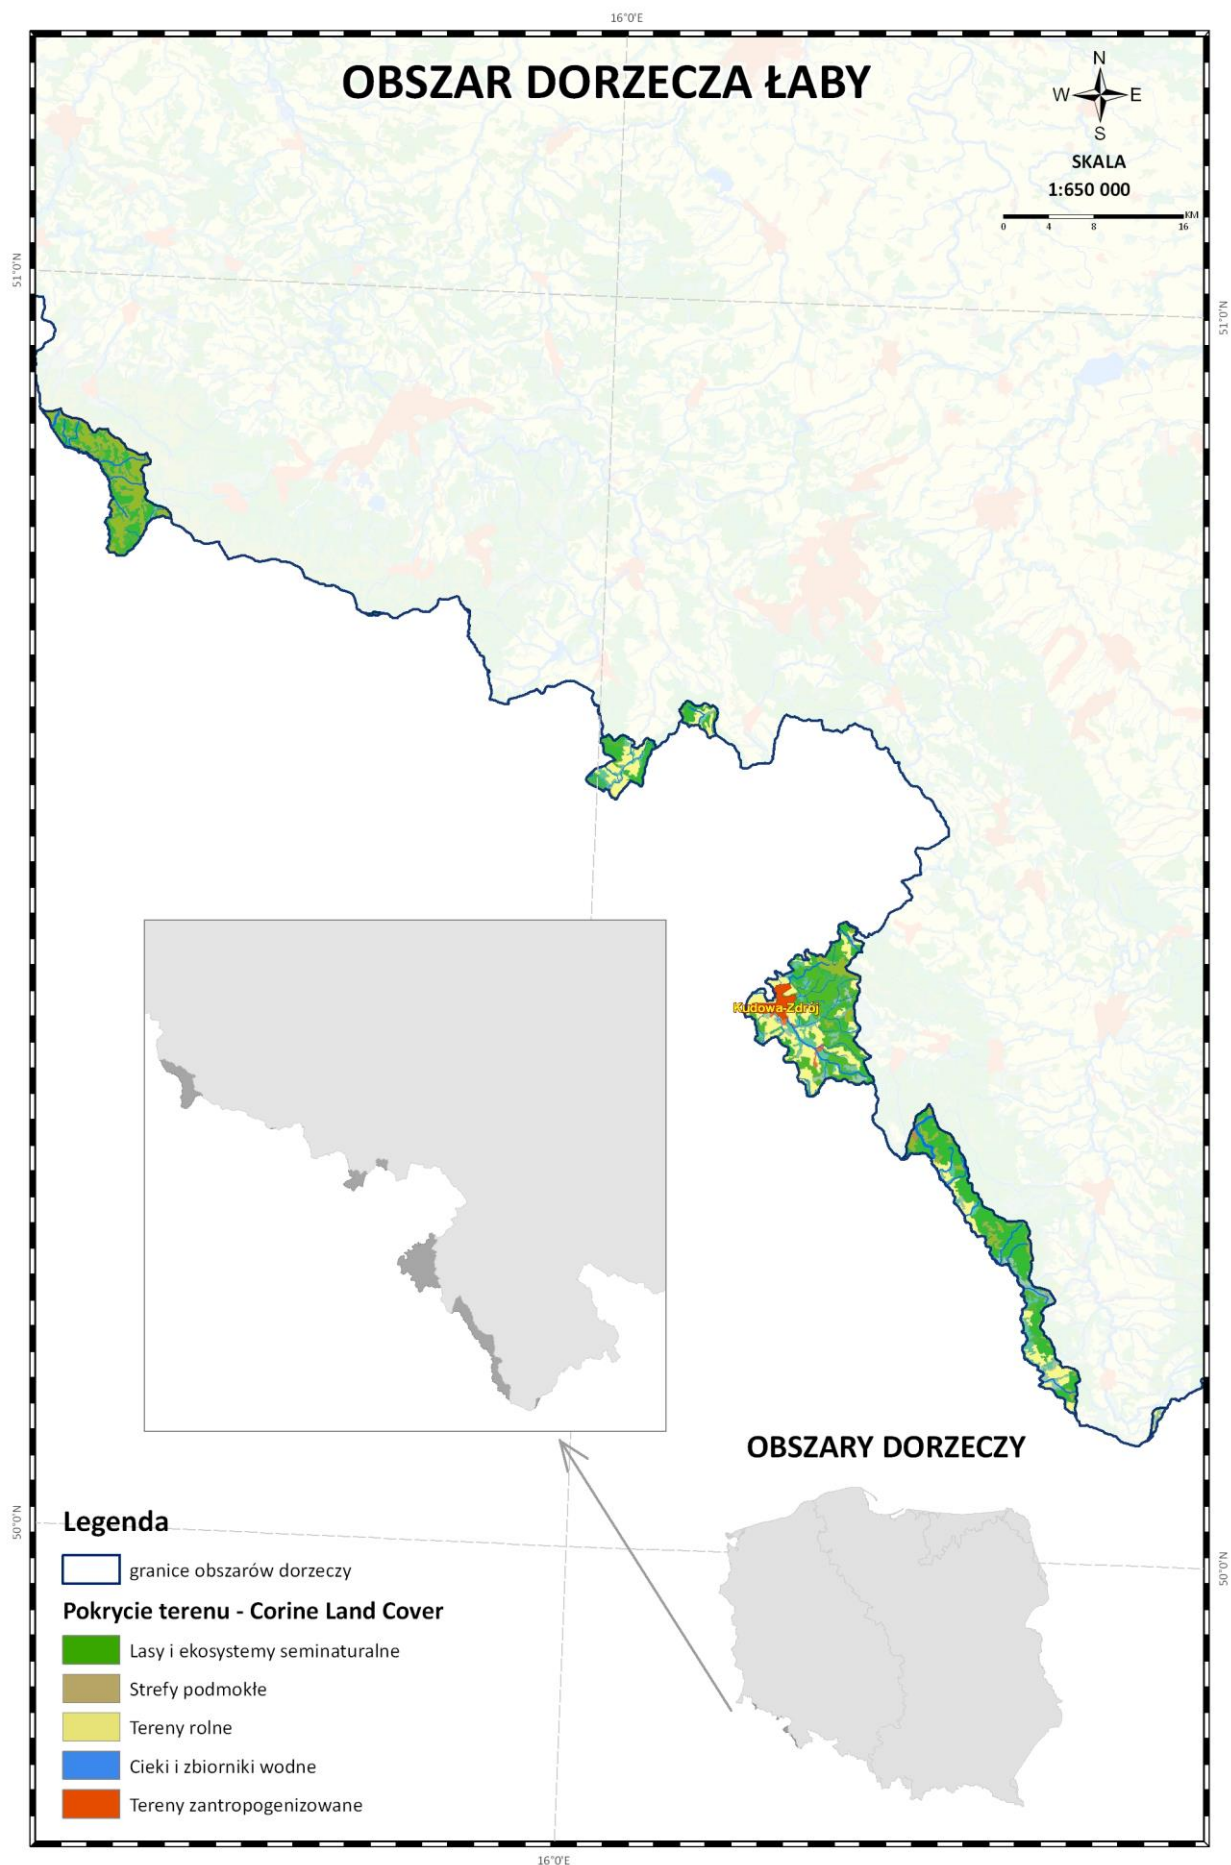 16°0'E
OBSZAR DORZECZA ŁABY
N
W E
S
SKALA
1:650 000
KM
0 4 8 16
51°0'N
51°0'N
Kudowa-Zdrój
OBSZARY DORZECZY
50°0'N
50°0'N
Legenda
granice obszarów dorzeczy
Pokrycie terenu - Corine Land Cover
Lasy i ekosystemy seminaturalne
Strefy podmokłe
Tereny rolne
Cieki i zbiorniki wodne
Tereny zantropogenizowane
16°0'E